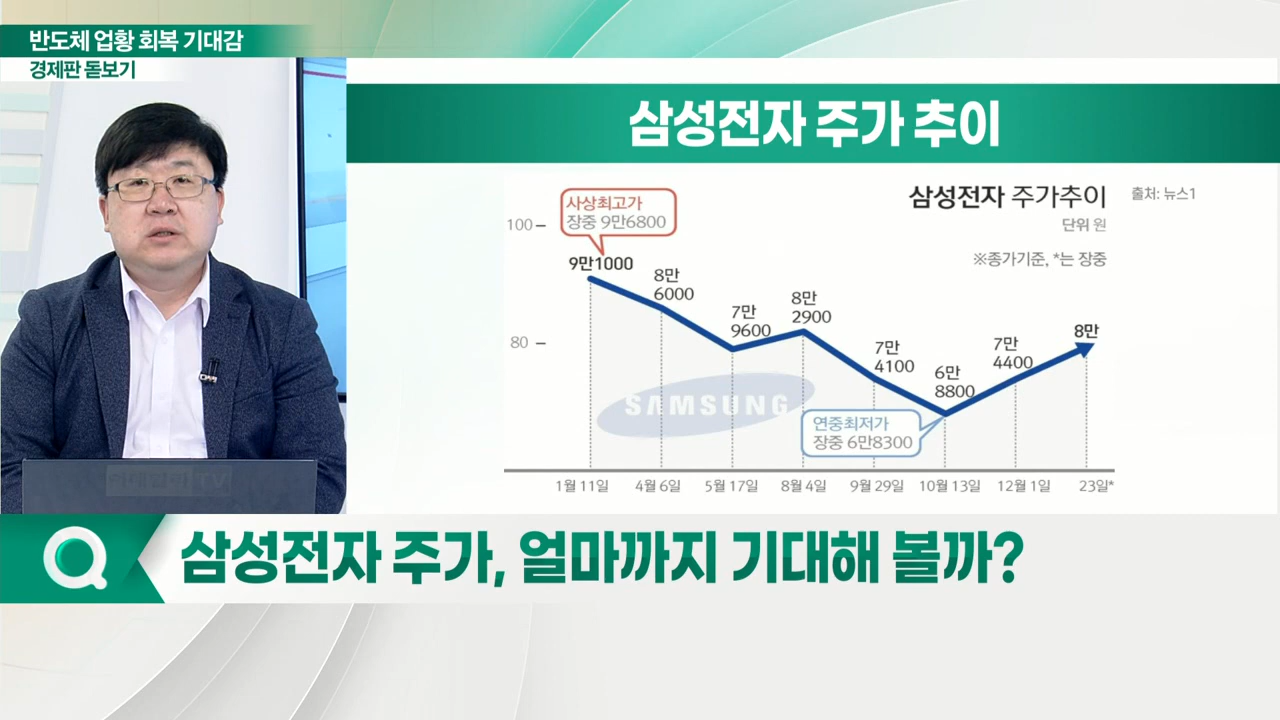 반도체 업황 회복 기대감
경제판 돋보기
삼성전자 주가 추이
삼성전자 주가추이
출처: 뉴스1
단위 원
※종가기준, *는 장중
100
80
사상최고가
장중 9만6800
9만1000
8만
6000
7만
9600
8만
2900
7만
4100
6만
8800
7만
4400
8만
SAMSUNG
연중최저가
장중 6만8300
1월 11일
4월 6일
5월 17일
8월 4일
9월 29일
10월 13일
12월 1일
23일*
이데일리 TV
Q
삼성전자 주가, 얼마까지 기대해 볼까?